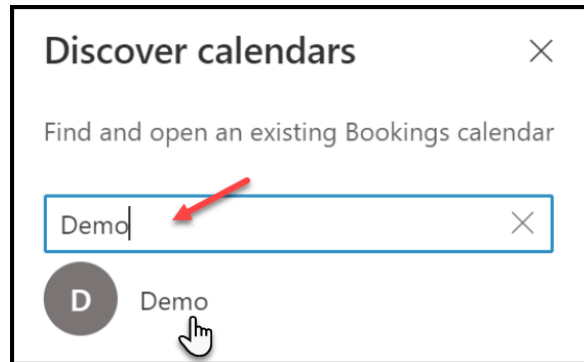 Discover calendars
Find and open an existing Bookings calendar
Demo
D
Demo